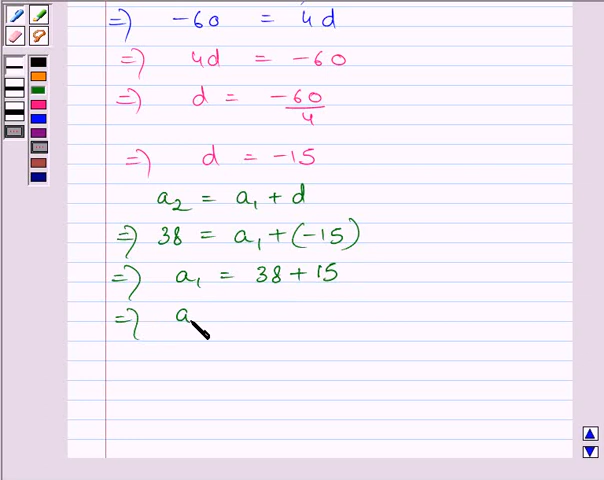 => -60 = 4d
=> 4d = -60
=> d = -60/4
=> d = -15
a₂ = a₁ + d
=> 38 = a₁ + (-15)
=> a₁ = 38 + 15
=> a